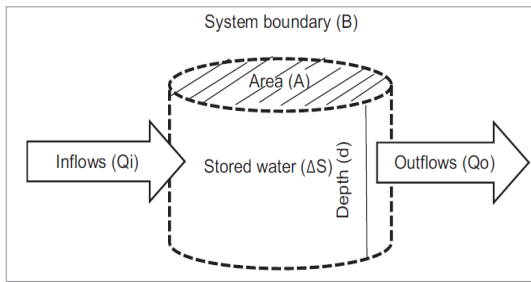 System boundary (B)
Area (A)
Inflows (Qi)
Stored water (ΔS)
Depth (d)
Outflows (Qo)